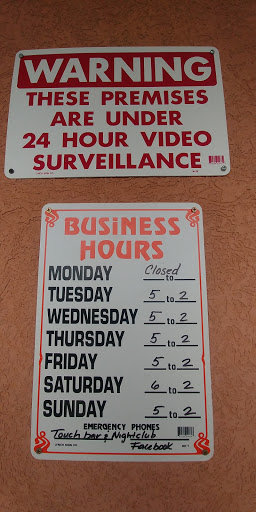 WARNING
THESE PREMISES
ARE UNDER
24 HOUR VIDEO
SURVEILLANCE
BUSINESS
HOURS
MONDAY Closed to
TUESDAY 5 to 2
WEDNESDAY 5 to 2
THURSDAY 5 to 2
FRIDAY 5 to 2
SATURDAY 6 to 2
SUNDAY 5 to 2
EMERGENCY PHONES
Touch bar & Nightclub
Facebook